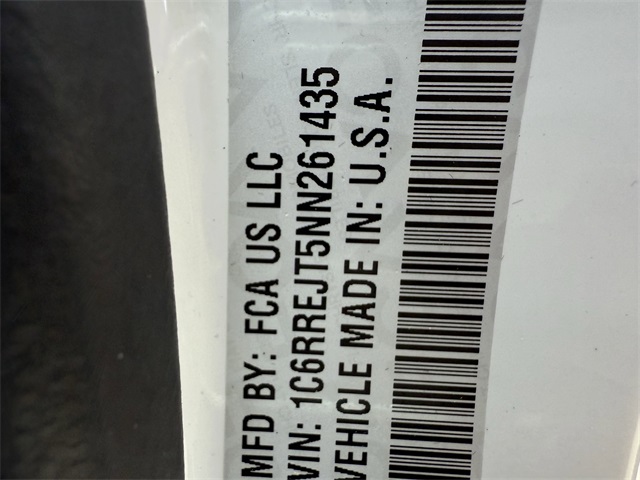 MFD BY: FCA US LLC
VIN: 1C6RREJT5NN261435
VEHICLE MADE IN: U.S.A.